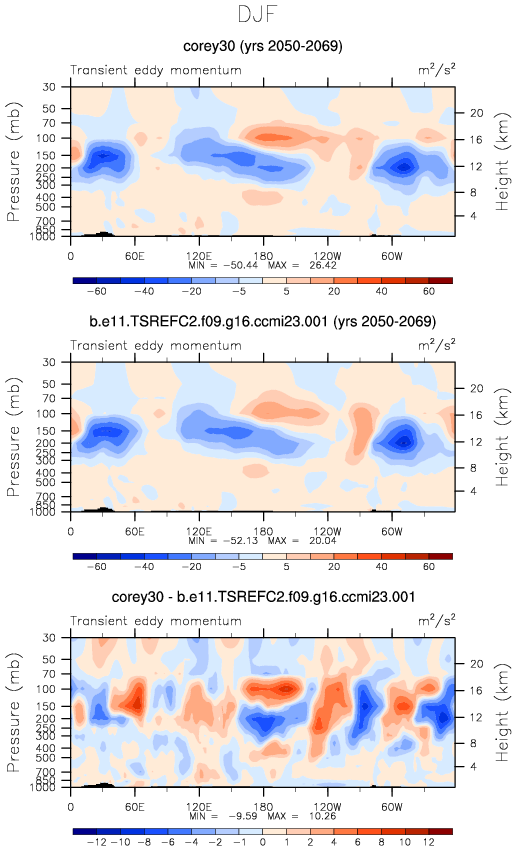 DJF
corey30 (yrs 2050-2069)
Transient eddy momentum m²/s²
Pressure (mb)
30
50
70
100
150
200
250
300
400
500
700
850
1000
20
16
12
8
4
Height (km)
0 60E 120E 180 120W 60W
MIN = -50.44 MAX = 26.42
-60 -40 -20 -5 5 20 40 60
b.e11.TSREFC2.f09.g16.ccmi23.001 (yrs 2050-2069)
Transient eddy momentum m²/s²
Pressure (mb)
30
50
70
100
150
200
250
300
400
500
700
850
1000
20
16
12
8
4
Height (km)
0 60E 120E 180 120W 60W
MIN = -52.13 MAX = 20.04
-60 -40 -20 -5 5 20 40 60
corey30 - b.e11.TSREFC2.f09.g16.ccmi23.001
Transient eddy momentum m²/s²
Pressure (mb)
30
50
70
100
150
200
250
300
400
500
700
850
1000
20
16
12
8
4
Height (km)
0 60E 120E 180 120W 60W
MIN = -9.59 MAX = 10.26
-12 -10 -8 -6 -4 -2 -1 0 1 2 4 6 8 10 12